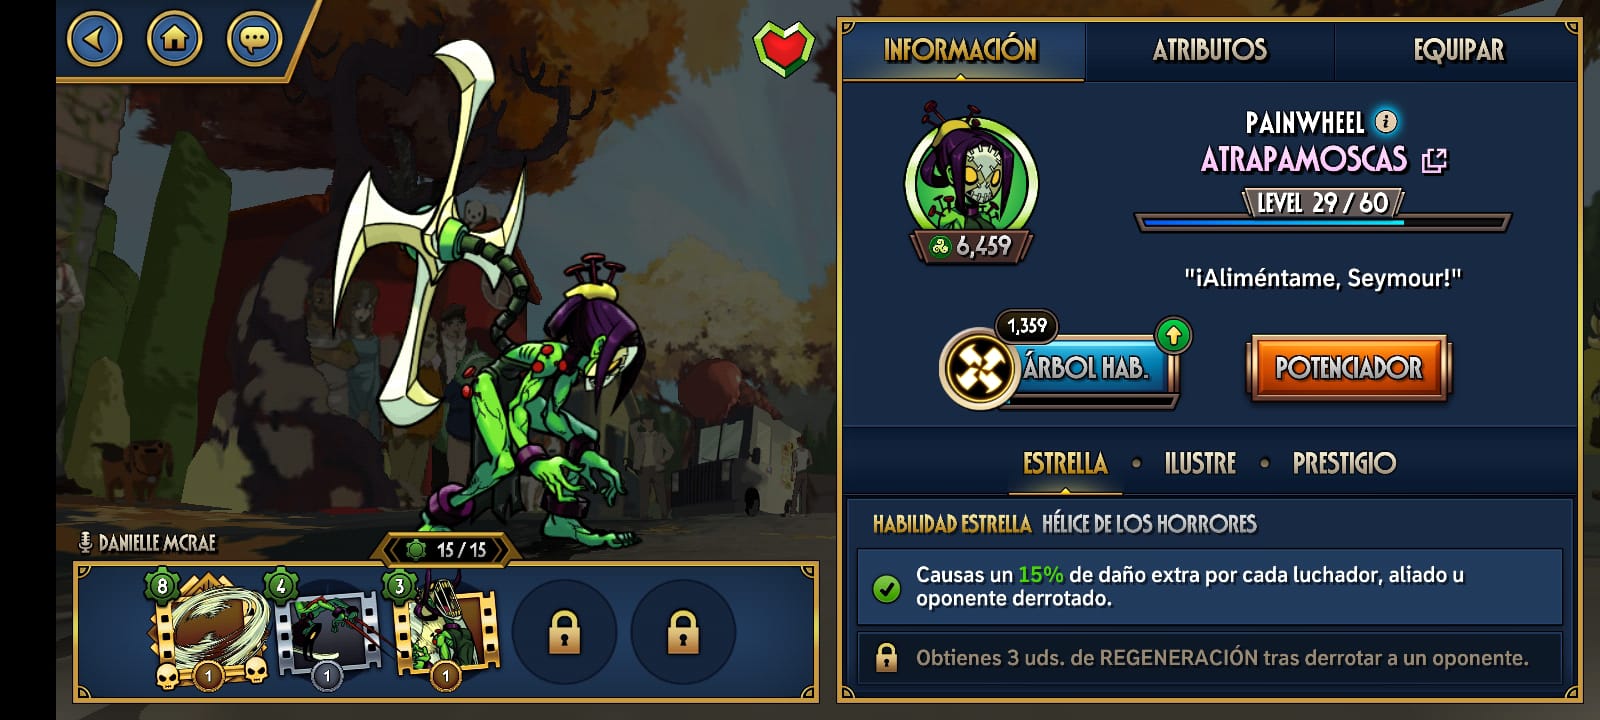 INFORMACIÓN
ATRIBUTOS
EQUIPAR
PAINWHEEL
ATRAPAMOSCAS
LEVEL 29 / 60
6,459
"¡Aliméntame, Seymour!"
1,359
ÁRBOL HAB.
POTENCIADOR
ESTRELLA • ILUSTRE • PRESTIGIO
HABILIDAD ESTRELLA HÉLICE DE LOS HORRORES
Causas un 15% de daño extra por cada luchador, aliado u
oponente derrotado.
Obtienes 3 uds. de REGENERACIÓN tras derrotar a un oponente.
DANIELLE MCRAE
15 / 15
8
4
3
1
1
1